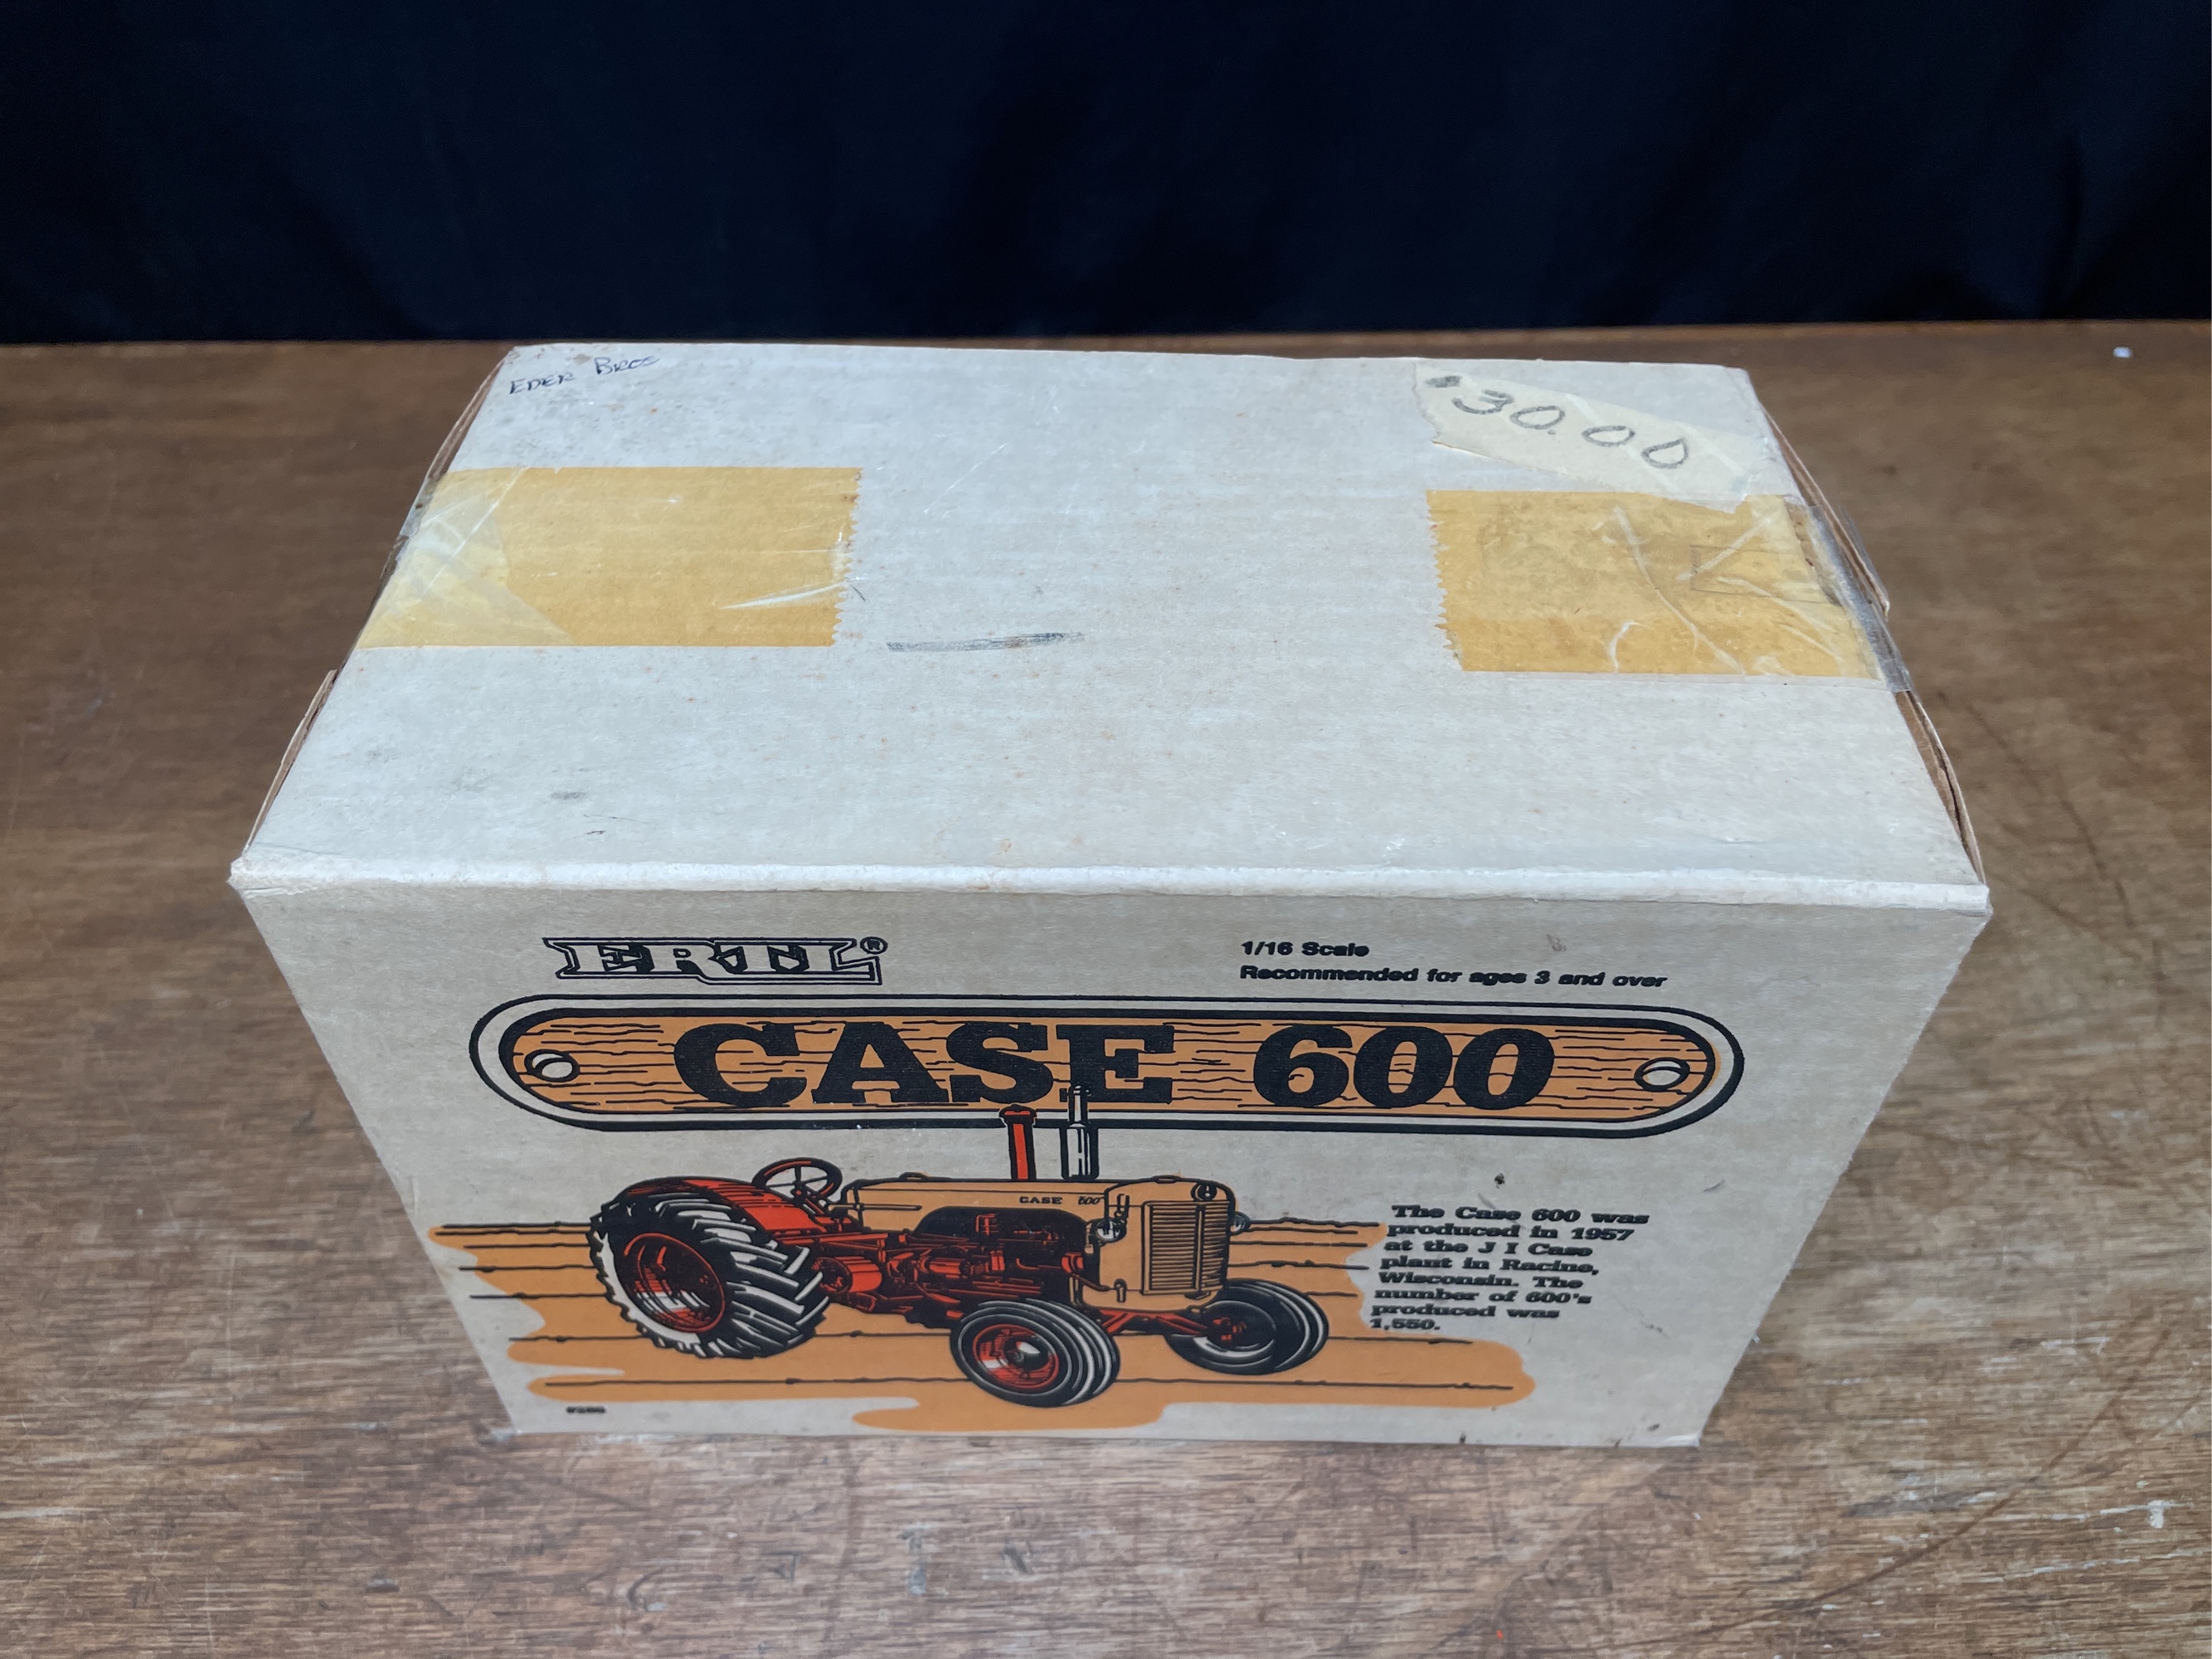 EDER BROS
$30.00
ERTL®
1/16 Scale
Recommended for ages 3 and over
CASE 600
CASE 600
The Case 600 was
produced in 1957
at the J I Case
plant in Racine,
Wisconsin. The
number of 600's
produced was
1,550.